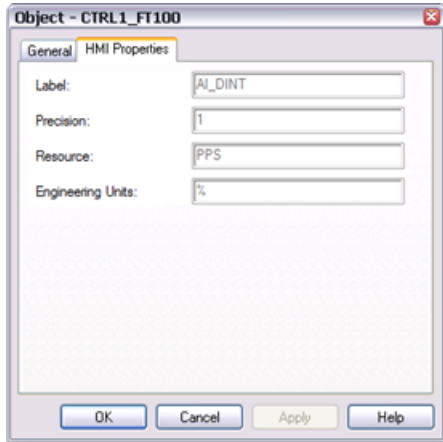 Object - CTRL1_FT100
General HMI Properties
Label: AI_DINT
Precision: 1
Resource: PPS
Engineering Units: %
OK Cancel Apply Help